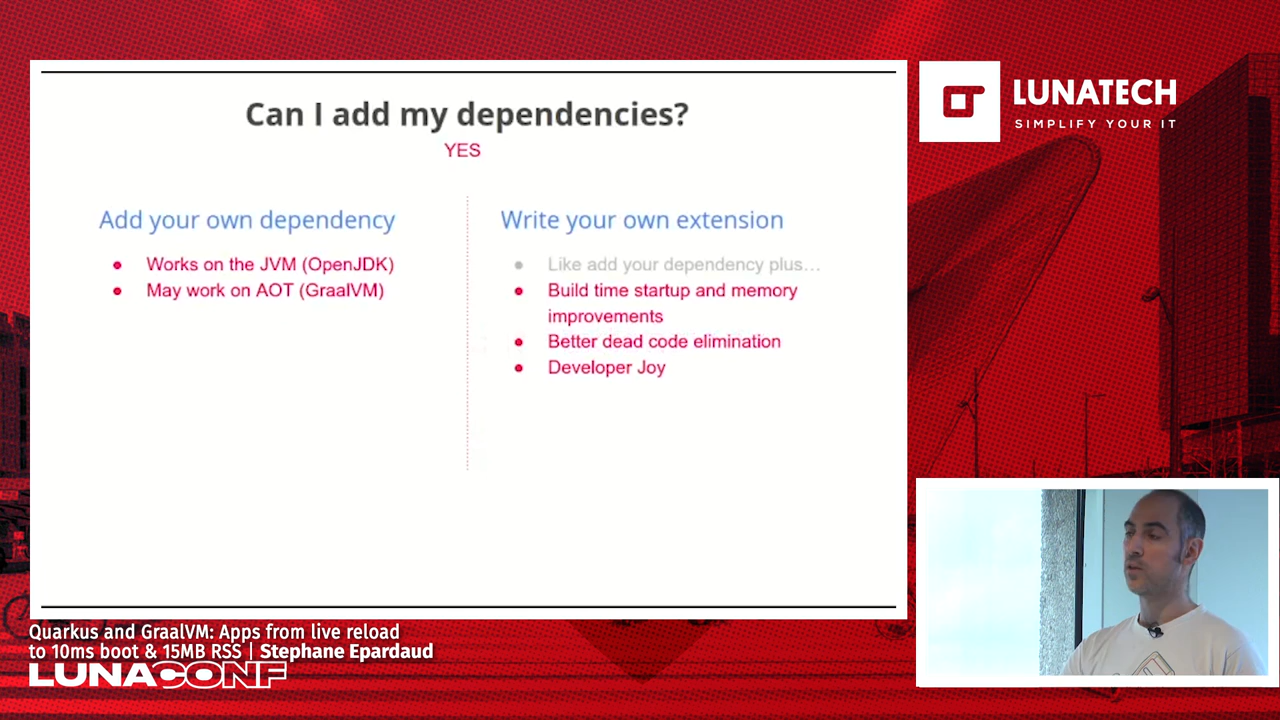 Can I add my dependencies?
YES
Add your own dependency
Works on the JVM (OpenJDK)
May work on AOT (GraalVM)
Write your own extension
Like add your dependency plus...
Build time startup and memory
improvements
Better dead code elimination
Developer Joy
LUNATECH
SIMPLIFY YOUR IT
Quarkus and GraalVM: Apps from live reload
to 10ms boot & 15MB RSS | Stephane Epardaud
LUNACONF